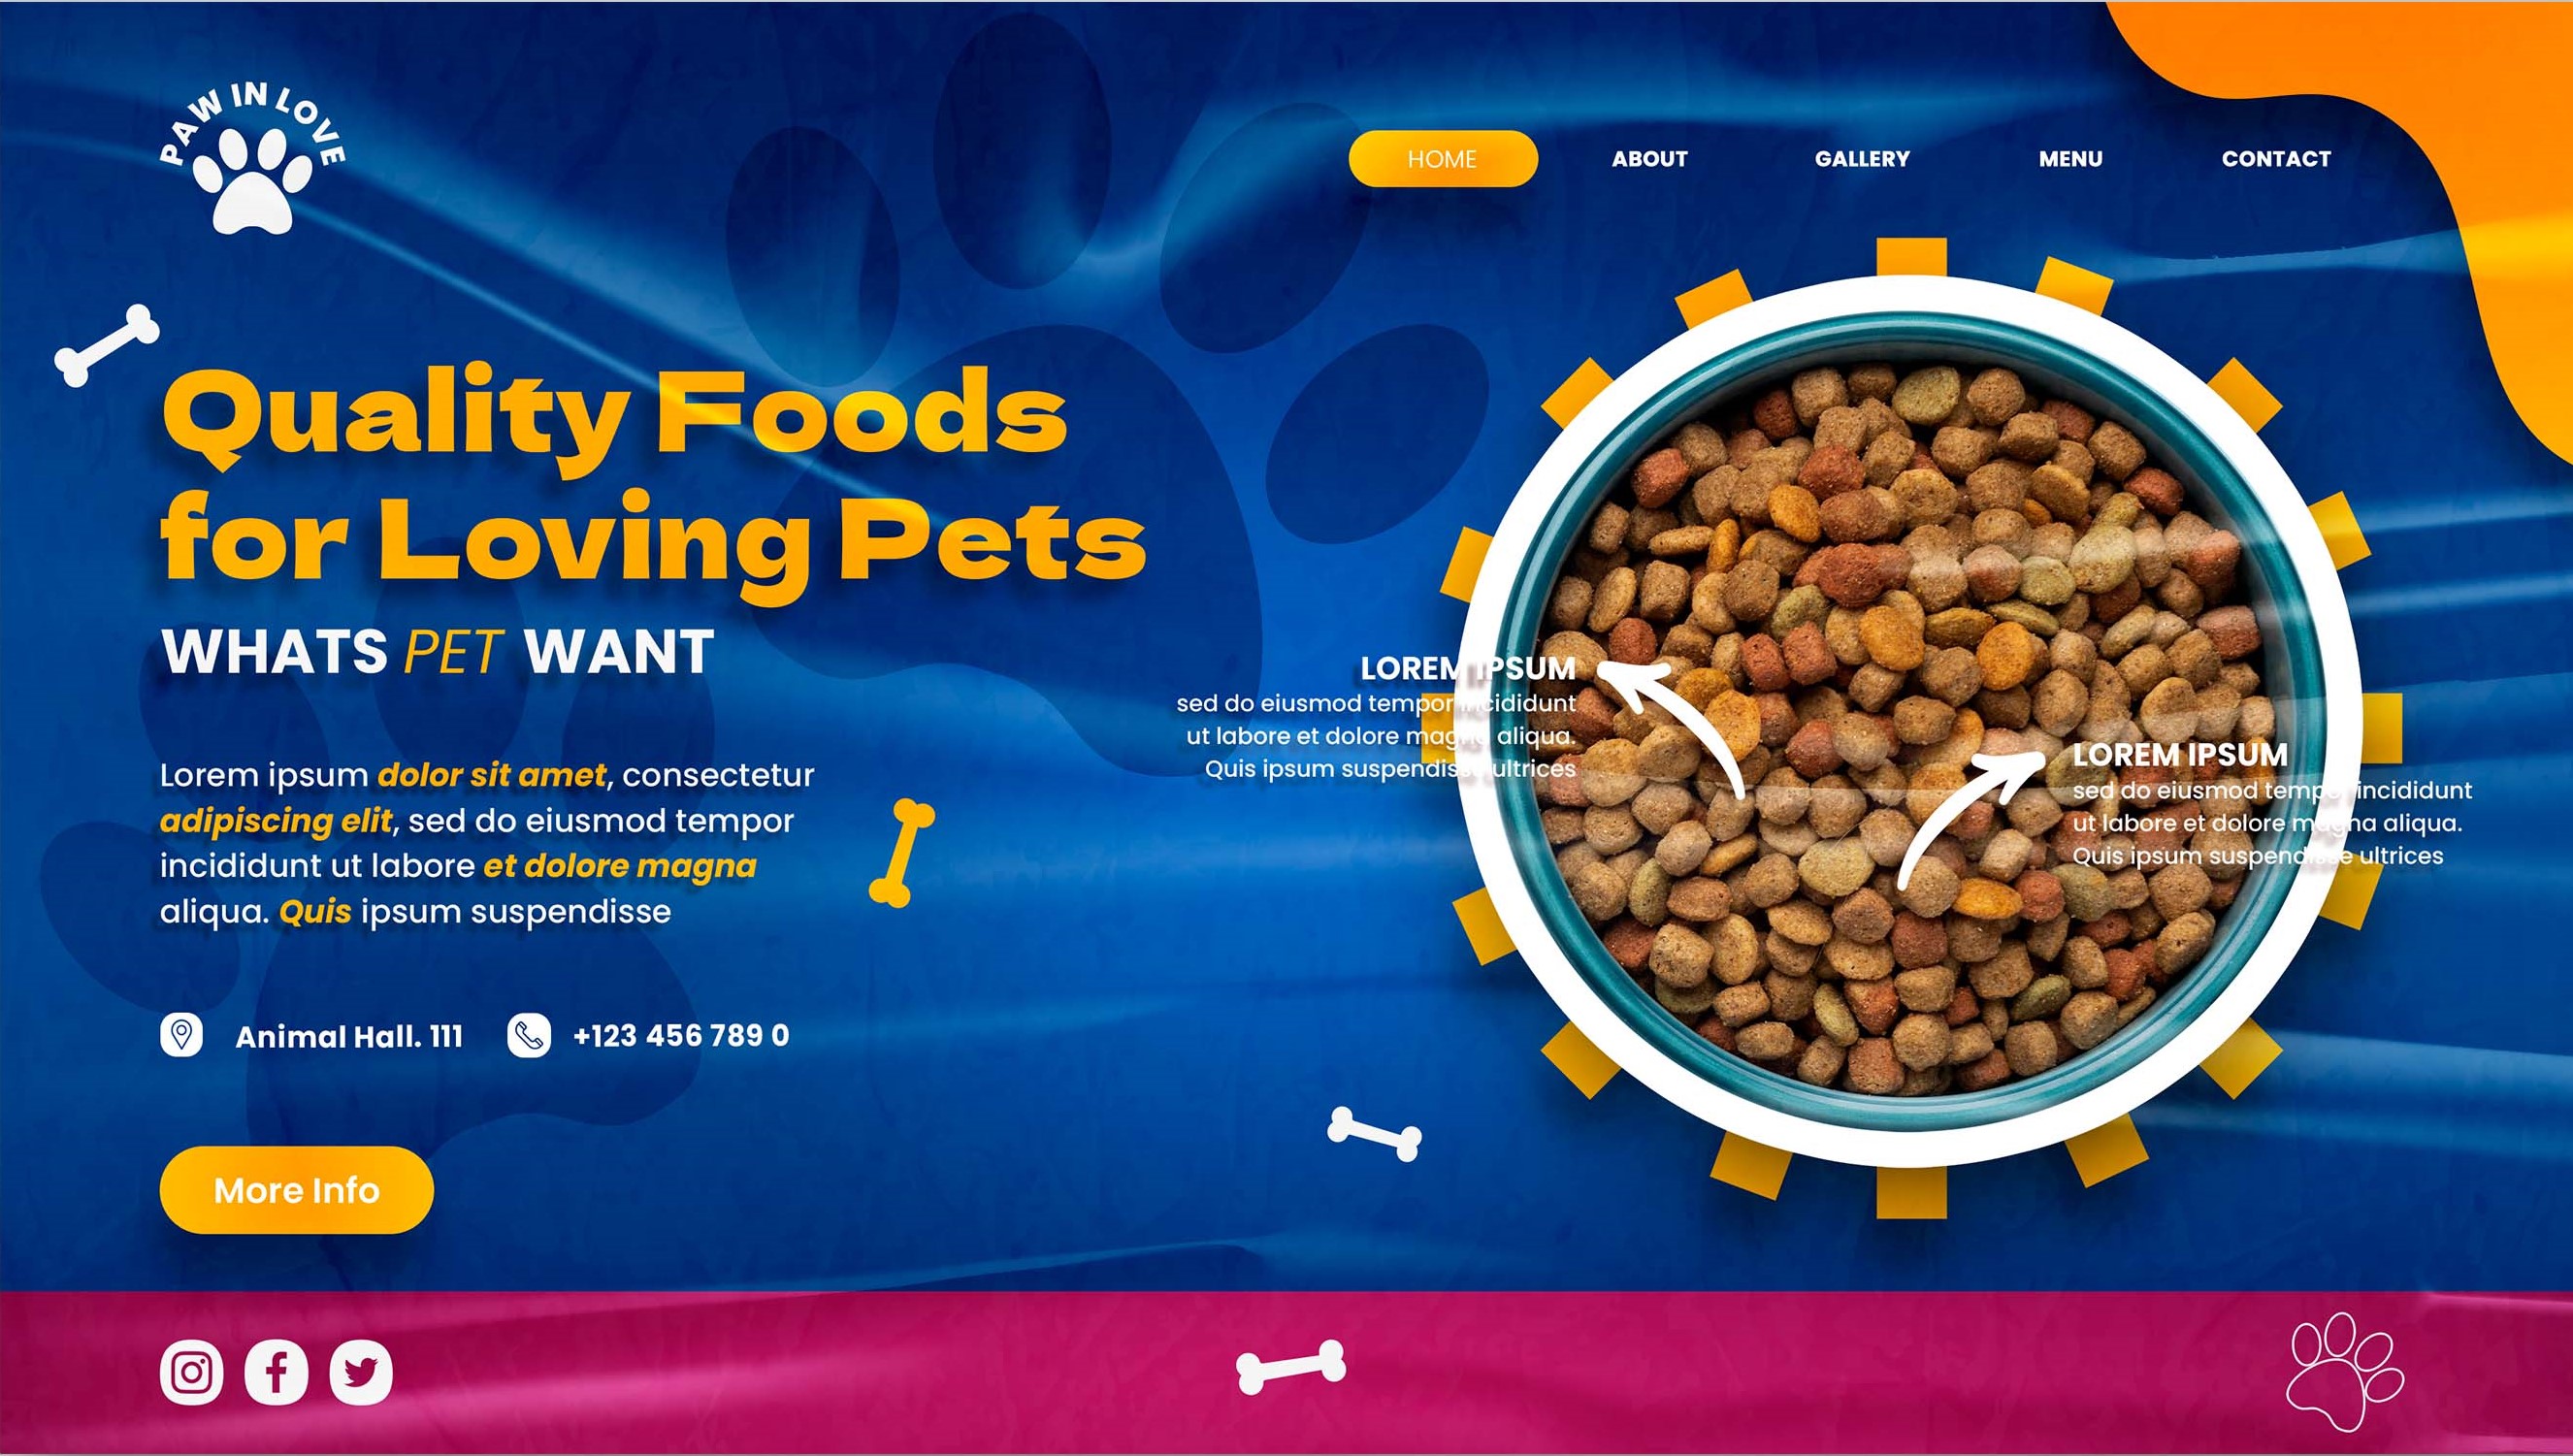 PAW IN LOVE
HOME
ABOUT
GALLERY
MENU
CONTACT
Quality Foods
for Loving Pets
WHATS PET WANT
Lorem ipsum dolor sit amet, consectetur
adipiscing elit, sed do eiusmod tempor
incididunt ut labore et dolore magna
aliqua. Quis ipsum suspendisse
Animal Hall. 111
+123 456 789 0
More Info
LOREM IPSUM
sed do eiusmod tempor incididunt
ut labore et dolore magna aliqua.
Quis ipsum suspendisse ultrices
LOREM IPSUM
sed do eiusmod tempor incididunt
ut labore et dolore magna aliqua.
Quis ipsum suspendisse ultrices